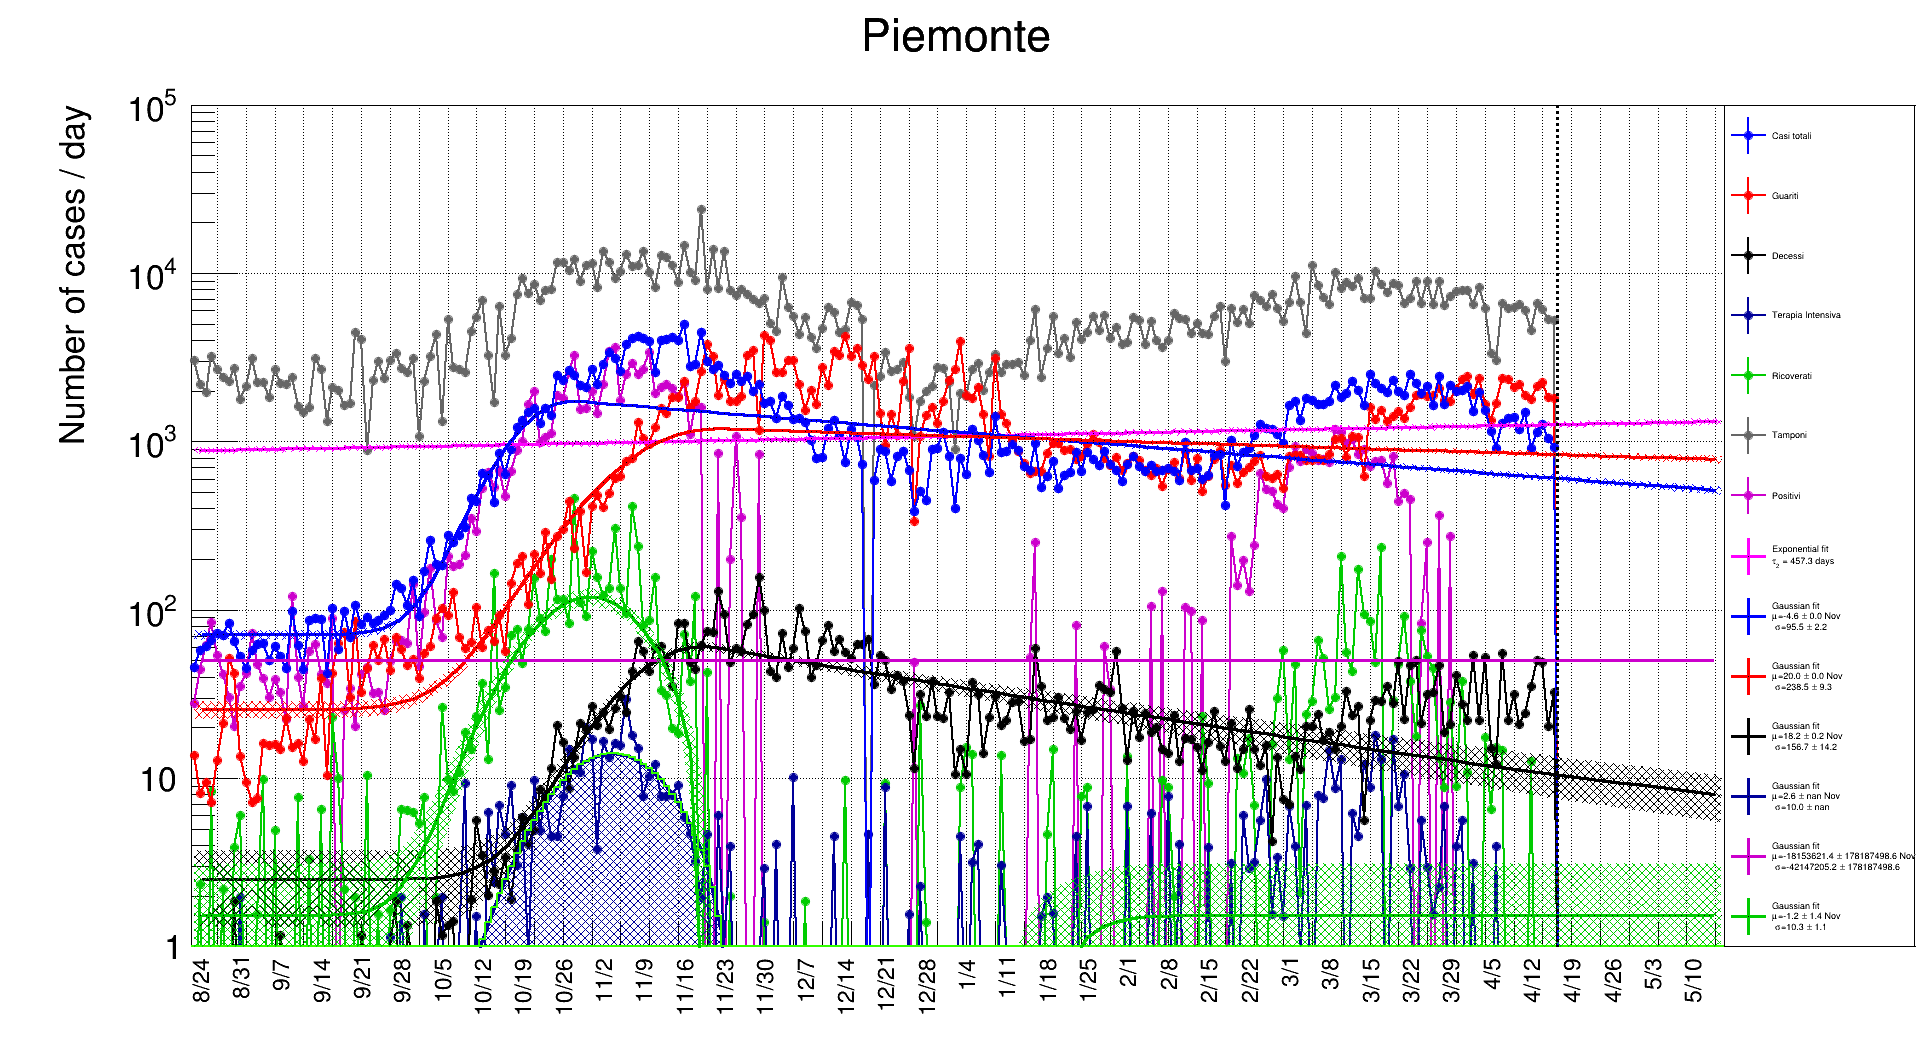 Piemonte
Number of cases / day
10^5
10^4
10^3
10^2
10
1
8/24
8/31
9/7
9/14
9/21
9/28
10/5
10/12
10/19
10/26
11/2
11/9
11/16
11/23
11/30
12/7
12/14
12/21
12/28
1/4
1/11
1/18
1/25
2/1
2/8
2/15
2/22
3/1
3/8
3/15
3/22
3/29
4/5
4/12
4/19
4/26
5/3
5/10
Casi totali
Guariti
Decessi
Terapia Intensiva
Ricoverati
Tamponi
Positivi
Exponential fit
τ₂ = 457.3 days
Gaussian fit
μ=-4.6 ± 0.0 Nov
σ=95.5 ± 2.2
Gaussian fit
μ=20.0 ± 0.0 Nov
σ=238.5 ± 9.3
Gaussian fit
μ=18.2 ± 0.2 Nov
σ=156.7 ± 14.2
Gaussian fit
μ=2.6 ± nan Nov
σ=10.0 ± nan
Gaussian fit
μ=-18153621.4 ± 178187498.6 Nov
σ=-42147205.2 ± 178187498.6
Gaussian fit
μ=-1.2 ± 1.4 Nov
σ=10.3 ± 1.1